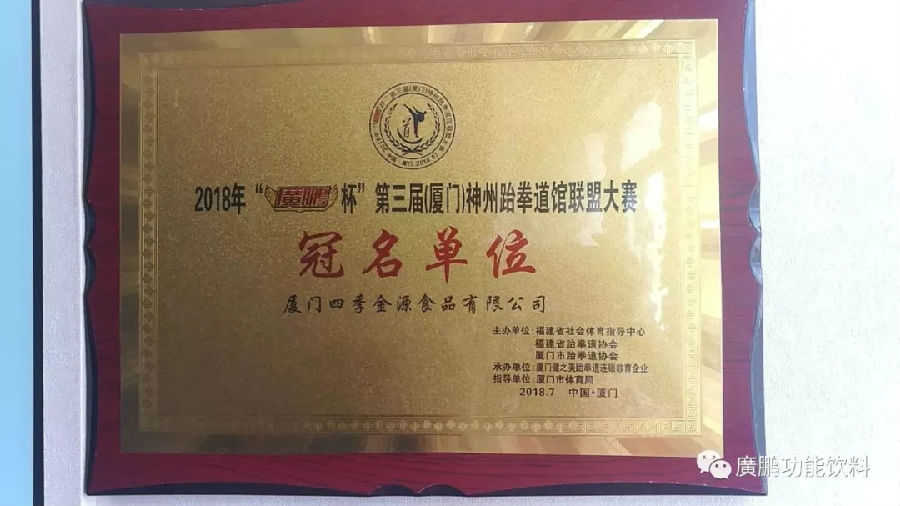 2018年“廣鵬杯”第三届(厦门)神州跆拳道馆联盟大赛
冠名单位
厦门四季金源食品有限公司
主办单位:福建省社会体育指导中心
福建省跆拳道协会
厦门市跆拳道协会
承办单位:厦门健之美跆拳道连锁教育企业
指导单位:厦门市体育局
2018.7 中国·厦门
廣鹏功能饮料